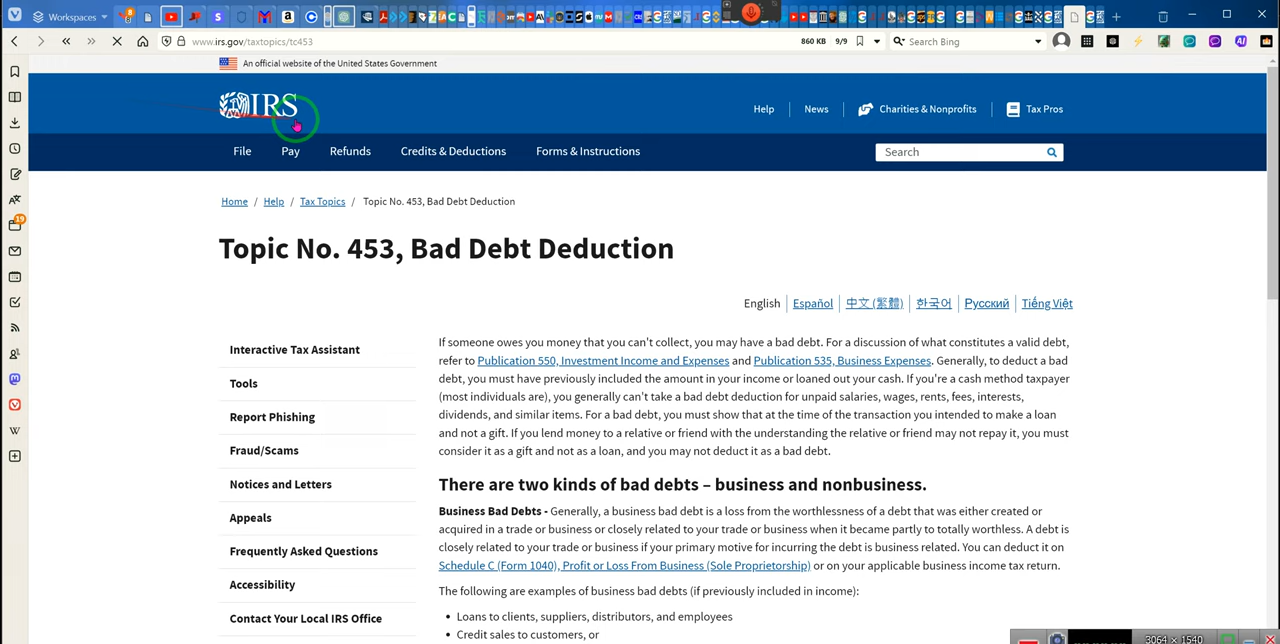 Workspaces
www.irs.gov/taxtopics/tc453
860 KB 9/9
Search Bing
An official website of the United States Government
IRS
Help
News
Charities & Nonprofits
Tax Pros
File
Pay
Refunds
Credits & Deductions
Forms & Instructions
Search
Home / Help / Tax Topics / Topic No. 453, Bad Debt Deduction
Topic No. 453, Bad Debt Deduction
English
Español
中文 (繁體)
한국어
Русский
Tiếng Việt
Interactive Tax Assistant
Tools
Report Phishing
Fraud/Scams
Notices and Letters
Appeals
Frequently Asked Questions
Accessibility
Contact Your Local IRS Office
If someone owes you money that you can't collect, you may have a bad debt. For a discussion of what constitutes a valid debt,
refer to Publication 550, Investment Income and Expenses and Publication 535, Business Expenses. Generally, to deduct a bad
debt, you must have previously included the amount in your income or loaned out your cash. If you're a cash method taxpayer
(most individuals are), you generally can't take a bad debt deduction for unpaid salaries, wages, rents, fees, interests,
dividends, and similar items. For a bad debt, you must show that at the time of the transaction you intended to make a loan
and not a gift. If you lend money to a relative or friend with the understanding the relative or friend may not repay it, you must
consider it as a gift and not as a loan, and you may not deduct it as a bad debt.
There are two kinds of bad debts – business and nonbusiness.
Business Bad Debts - Generally, a business bad debt is a loss from the worthlessness of a debt that was either created or
acquired in a trade or business or closely related to your trade or business when it became partly to totally worthless. A debt is
closely related to your trade or business if your primary motive for incurring the debt is business related. You can deduct it on
Schedule C (Form 1040), Profit or Loss From Business (Sole Proprietorship) or on your applicable business income tax return.
The following are examples of business bad debts (if previously included in income):
• Loans to clients, suppliers, distributors, and employees
• Credit sales to customers, or
19
3064 × 1540